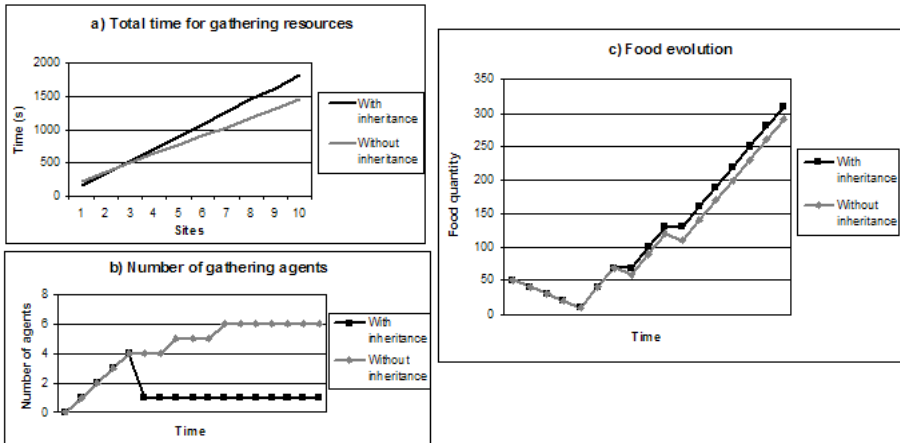 a) Total time for gathering resources
2000
1500
1000
500
0
Time (s)
1 2 3 4 5 6 7 8 9 10
Sites
With
inheritance
Without
inheritance
b) Number of gathering agents
8
6
4
2
0
Number of agents
Time
With
inheritance
Without
inheritance
c) Food evolution
350
300
250
200
150
100
50
0
Food quantity
Time
With
inheritance
Without
inheritance